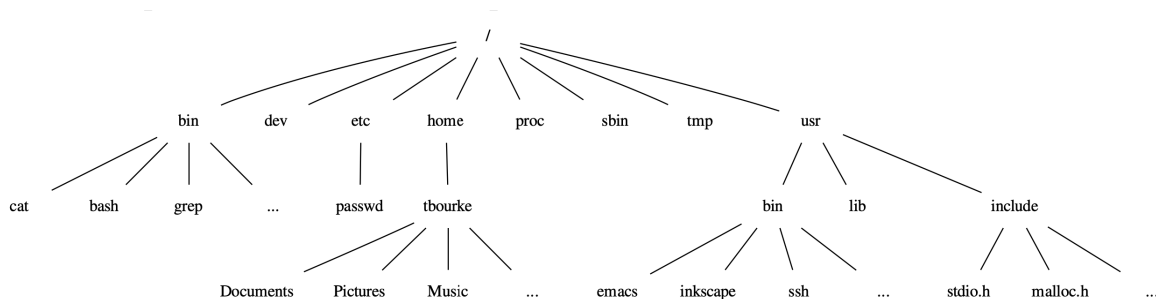 /
bin dev etc home proc sbin tmp usr
cat bash grep ... passwd tbourke bin lib include
Documents Pictures Music ... emacs inkscape ssh ... stdio.h malloc.h ...